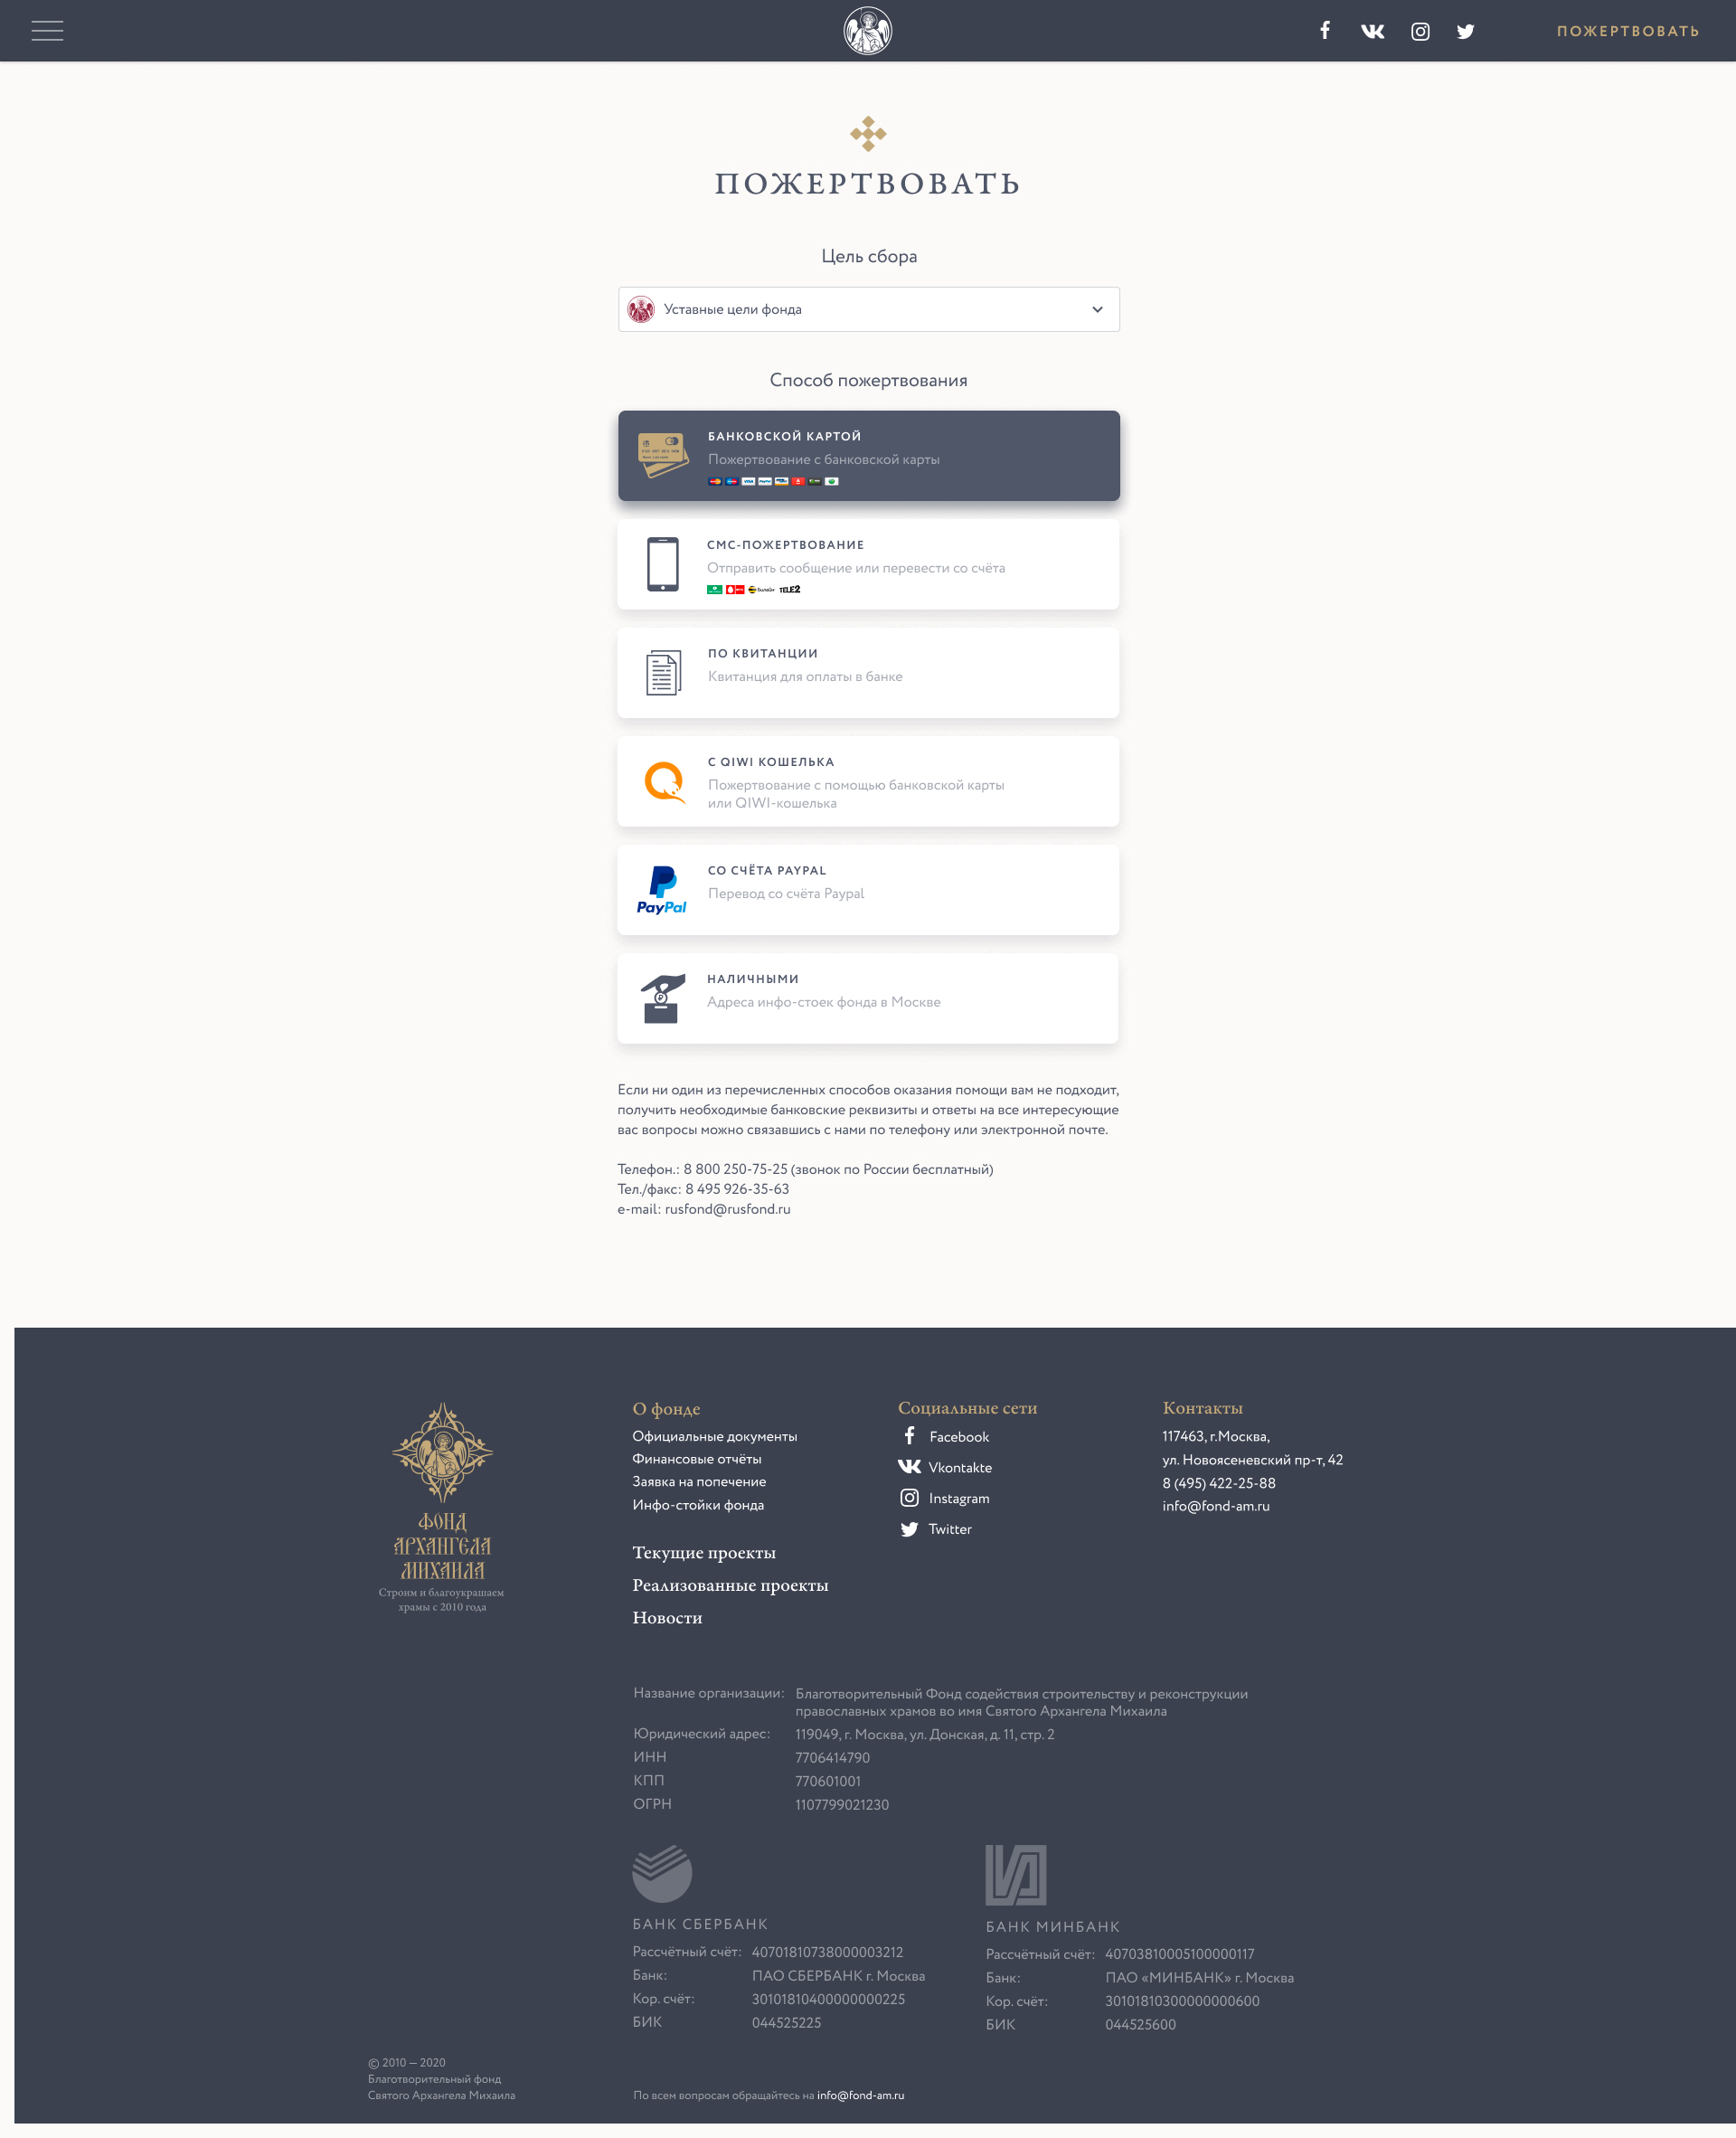 ПОЖЕРТВОВАТЬ
ПОЖЕРТВОВАТЬ
Цель сбора
Уставные цели фонда
Способ пожертвования
БАНКОВСКОЙ КАРТОЙ
Пожертвование с банковской карты
СМС-ПОЖЕРТВОВАНИЕ
Отправить сообщение или перевести со счёта
Билайн TELE2
ПО КВИТАНЦИИ
Квитанция для оплаты в банке
С QIWI КОШЕЛЬКА
Пожертвование с помощью банковской карты
или QIWI-кошелька
СО СЧЁТА PAYPAL
Перевод со счёта Paypal
PayPal
НАЛИЧНЫМИ
Адреса инфо-стоек фонда в Москве
Если ни один из перечисленных способов оказания помощи вам не подходит,
получить необходимые банковские реквизиты и ответы на все интересующие
вас вопросы можно связавшись с нами по телефону или электронной почте.
Телефон.: 8 800 250-75-25 (звонок по России бесплатный)
Тел./факс: 8 495 926-35-63
e-mail: rusfond@rusfond.ru
ФОНД
АРХАНГЕЛА
МИХАИЛА
Строим и благоукрашаем
храмы с 2010 года
О фонде
Официальные документы
Финансовые отчёты
Заявка на попечение
Инфо-стойки фонда
Текущие проекты
Реализованные проекты
Новости
Социальные сети
Facebook
Vkontakte
Instagram
Twitter
Контакты
117463, г.Москва,
ул. Новоясеневский пр-т, 42
8 (495) 422-25-88
info@fond-am.ru
Название организации: Благотворительный Фонд содействия строительству и реконструкции
православных храмов во имя Святого Архангела Михаила
Юридический адрес: 119049, г. Москва, ул. Донская, д. 11, стр. 2
ИНН 7706414790
КПП 770601001
ОГРН 1107799021230
БАНК СБЕРБАНК
Рассчётный счёт: 40701810738000003212
Банк: ПАО СБЕРБАНК г. Москва
Кор. счёт: 30101810400000000225
БИК 044525225
БАНК МИНБАНК
Рассчётный счёт: 40703810005100000117
Банк: ПАО «МИНБАНК» г. Москва
Кор. счёт: 30101810300000000600
БИК 044525600
© 2010 — 2020
Благотворительный фонд
Святого Архангела Михаила
По всем вопросам обращайтесь на info@fond-am.ru